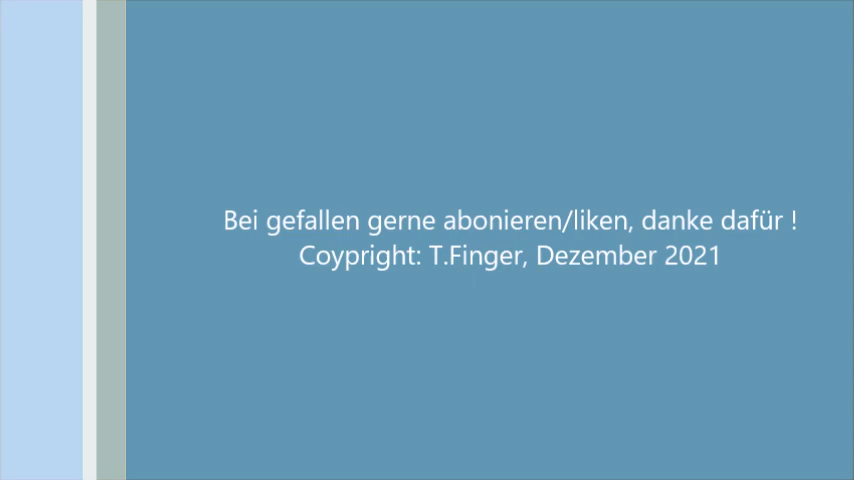 Bei gefallen gerne abonieren/liken, danke dafür !
Coypright: T.Finger, Dezember 2021